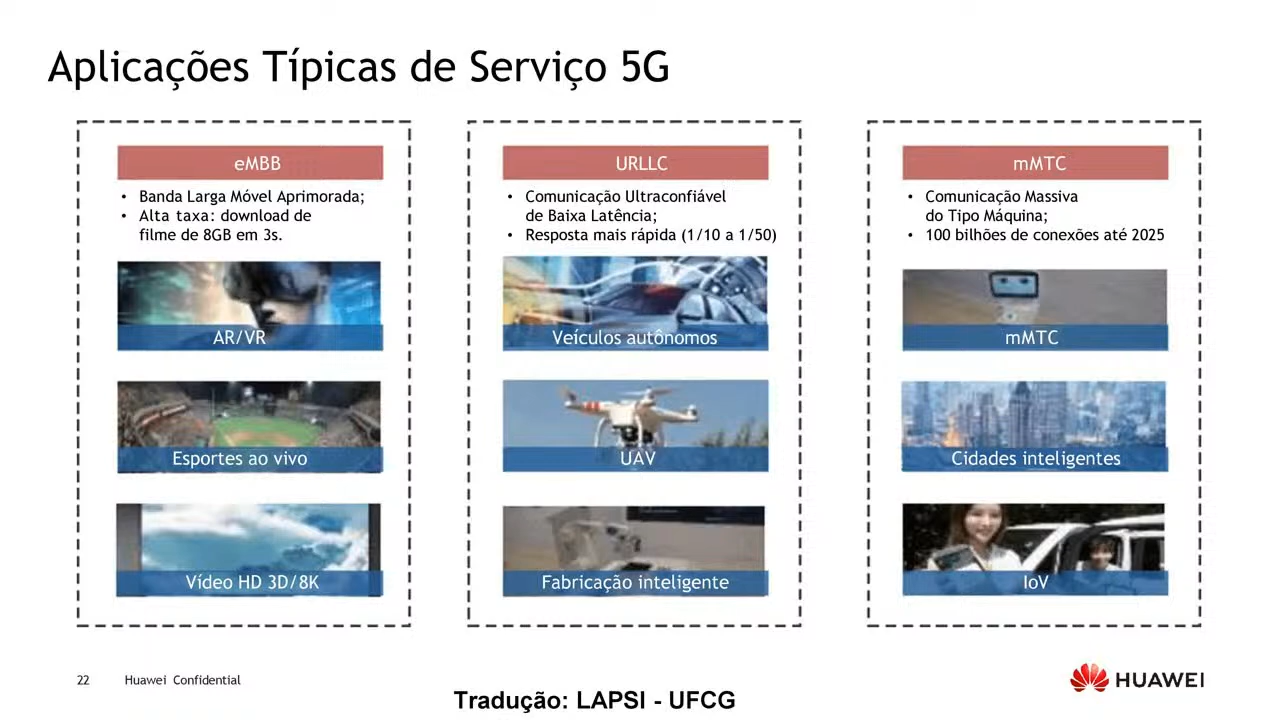 Aplicações Típicas de Serviço 5G
eMBB
• Banda Larga Móvel Aprimorada;
• Alta taxa: download de
filme de 8GB em 3s.
AR/VR
Esportes ao vivo
Vídeo HD 3D/8K
URLLC
• Comunicação Ultraconfiável
de Baixa Latência;
• Resposta mais rápida (1/10 a 1/50)
Veículos autônomos
UAV
Fabricação inteligente
mMTC
• Comunicação Massiva
do Tipo Máquina;
• 100 bilhões de conexões até 2025
mMTC
Cidades inteligentes
IoV
22 Huawei Confidential
HUAWEI
Tradução: LAPSI - UFCG